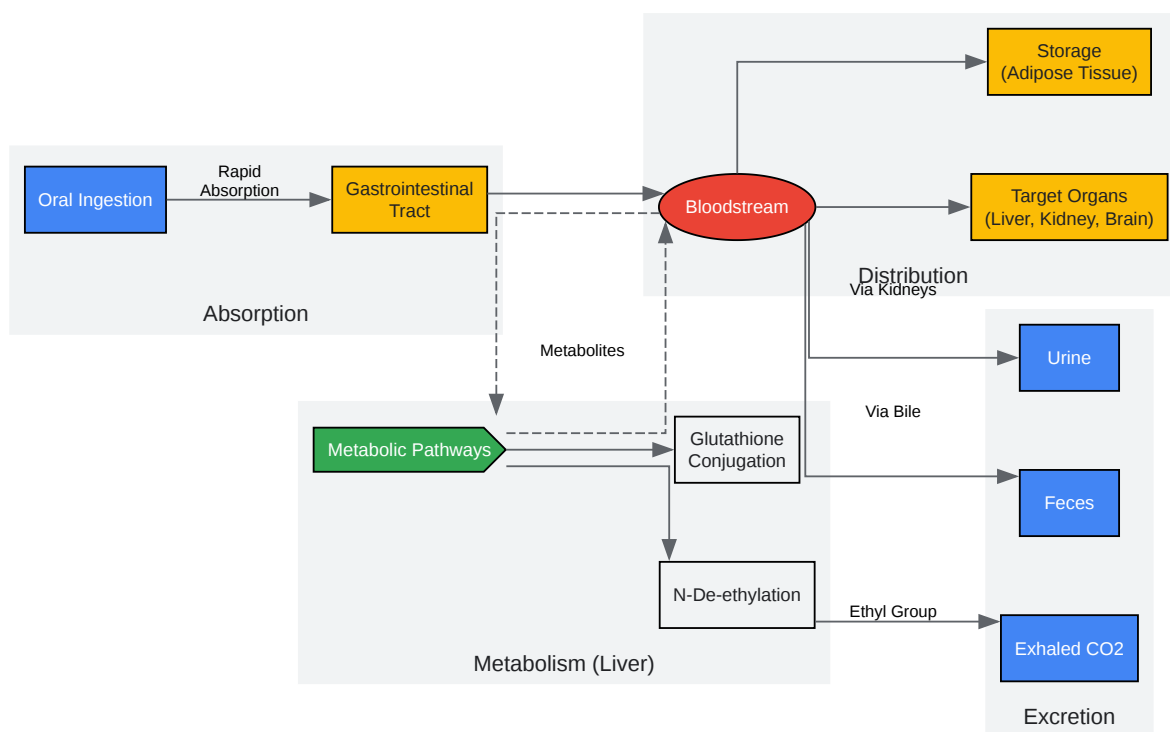 Storage
(Adipose Tissue)
Oral Ingestion
Rapid
Absorption
Gastrointestinal
Tract
Bloodstream
Target Organs
(Liver, Kidney, Brain)
Distribution
Via Kidneys
Absorption
Metabolites
Urine
Via Bile
Metabolic Pathways
Glutathione
Conjugation
Feces
N-De-ethylation
Ethyl Group
Exhaled CO2
Metabolism (Liver)
Excretion